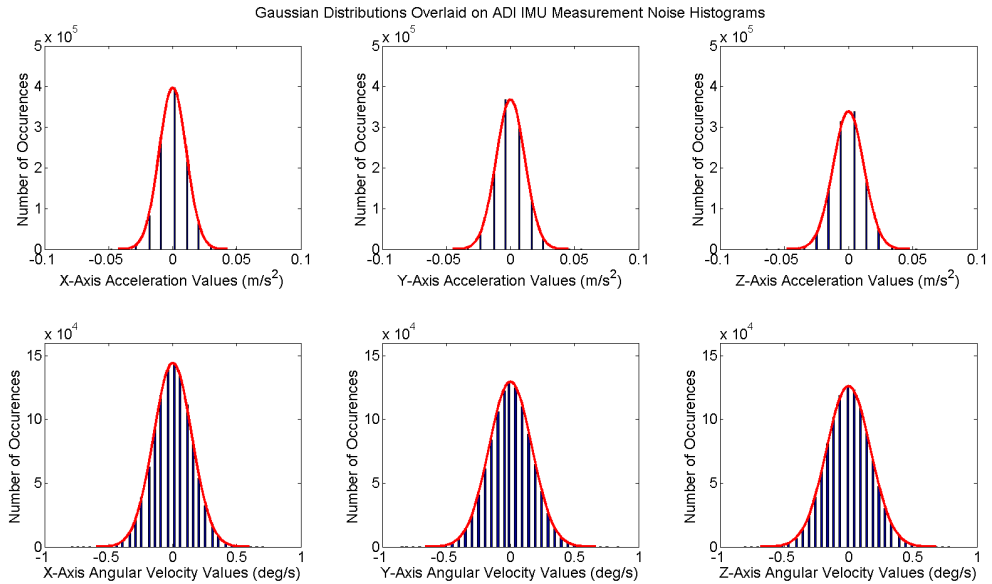 Gaussian Distributions Overlaid on ADI IMU Measurement Noise Histograms
x 10^5
5
4
3
2
1
0
Number of Occurences
-0.1 -0.05 0 0.05 0.1
X-Axis Acceleration Values (m/s^2)
x 10^5
5
4
3
2
1
0
Number of Occurences
-0.1 -0.05 0 0.05 0.1
Y-Axis Acceleration Values (m/s^2)
x 10^5
5
4
3
2
1
0
Number of Occurences
-0.1 -0.05 0 0.05 0.1
Z-Axis Acceleration Values (m/s^2)
x 10^4
15
10
5
0
Number of Occurences
-1 -0.5 0 0.5 1
X-Axis Angular Velocity Values (deg/s)
x 10^4
15
10
5
0
Number of Occurences
-1 -0.5 0 0.5 1
Y-Axis Angular Velocity Values (deg/s)
x 10^4
15
10
5
0
Number of Occurences
-1 -0.5 0 0.5 1
Z-Axis Angular Velocity Values (deg/s)